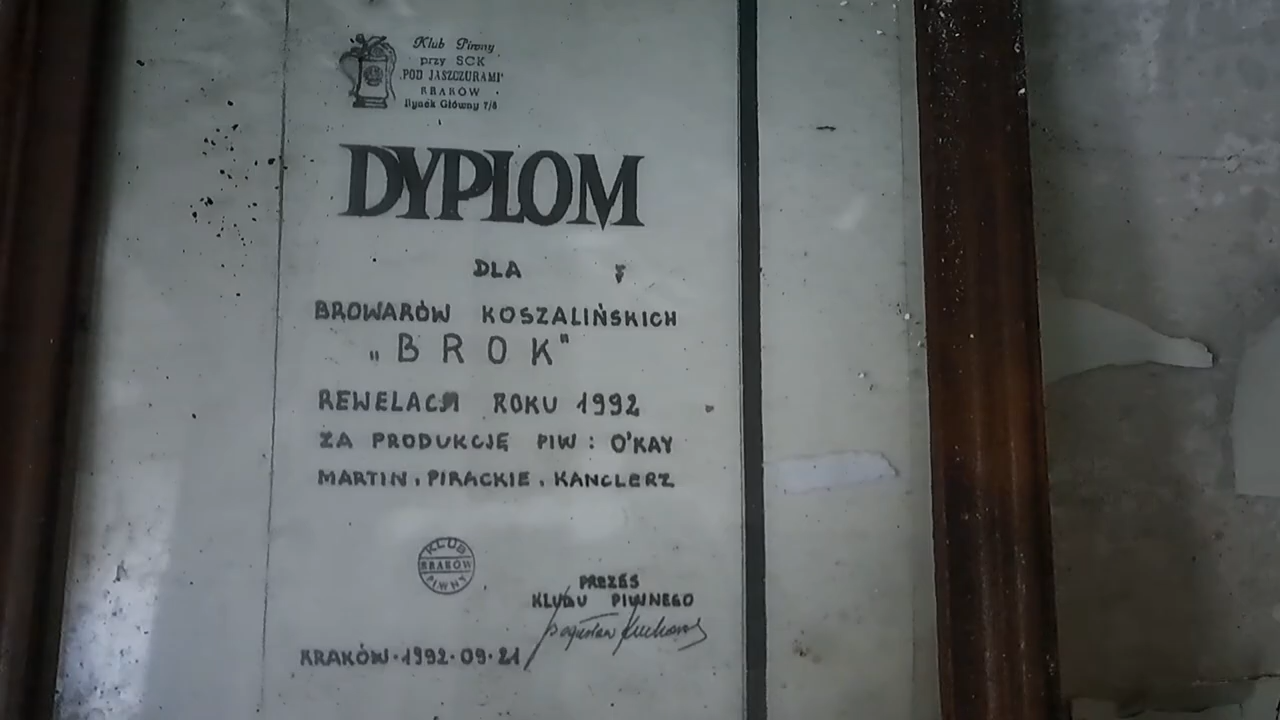 Klub Piwny
przy SCK
"POD JASZCZURAMI"
KRAKÓW
Rynek Główny 7/8
DYPLOM
DLA
BROWARÓW KOSZALIŃSKICH
„BROK"
REWELACJA ROKU 1992
ZA PRODUKCJĘ PIW : O'KAY
MARTIN, PIRACKIE, KANCLERZ
KLUB
KRAKÓW
PIWNY
PREZES
KLUBU PIWNEGO
Bogusław
KRAKÓW·1992·09·21